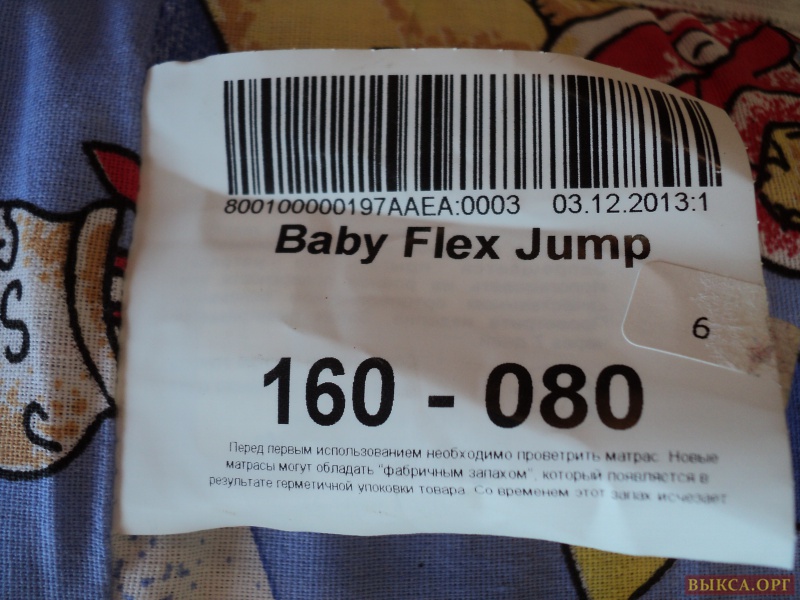 800100000197AAEA:0003 03.12.2013:1
Baby Flex Jump
6
160 - 080
Перед первым использованием необходимо проветрить матрас. Новые
матрасы могут обладать "фабричным запахом", который появляется в
результате герметичной упоковки товара. Со временем этот запах исчезает
ВЫКСА.ОРГ